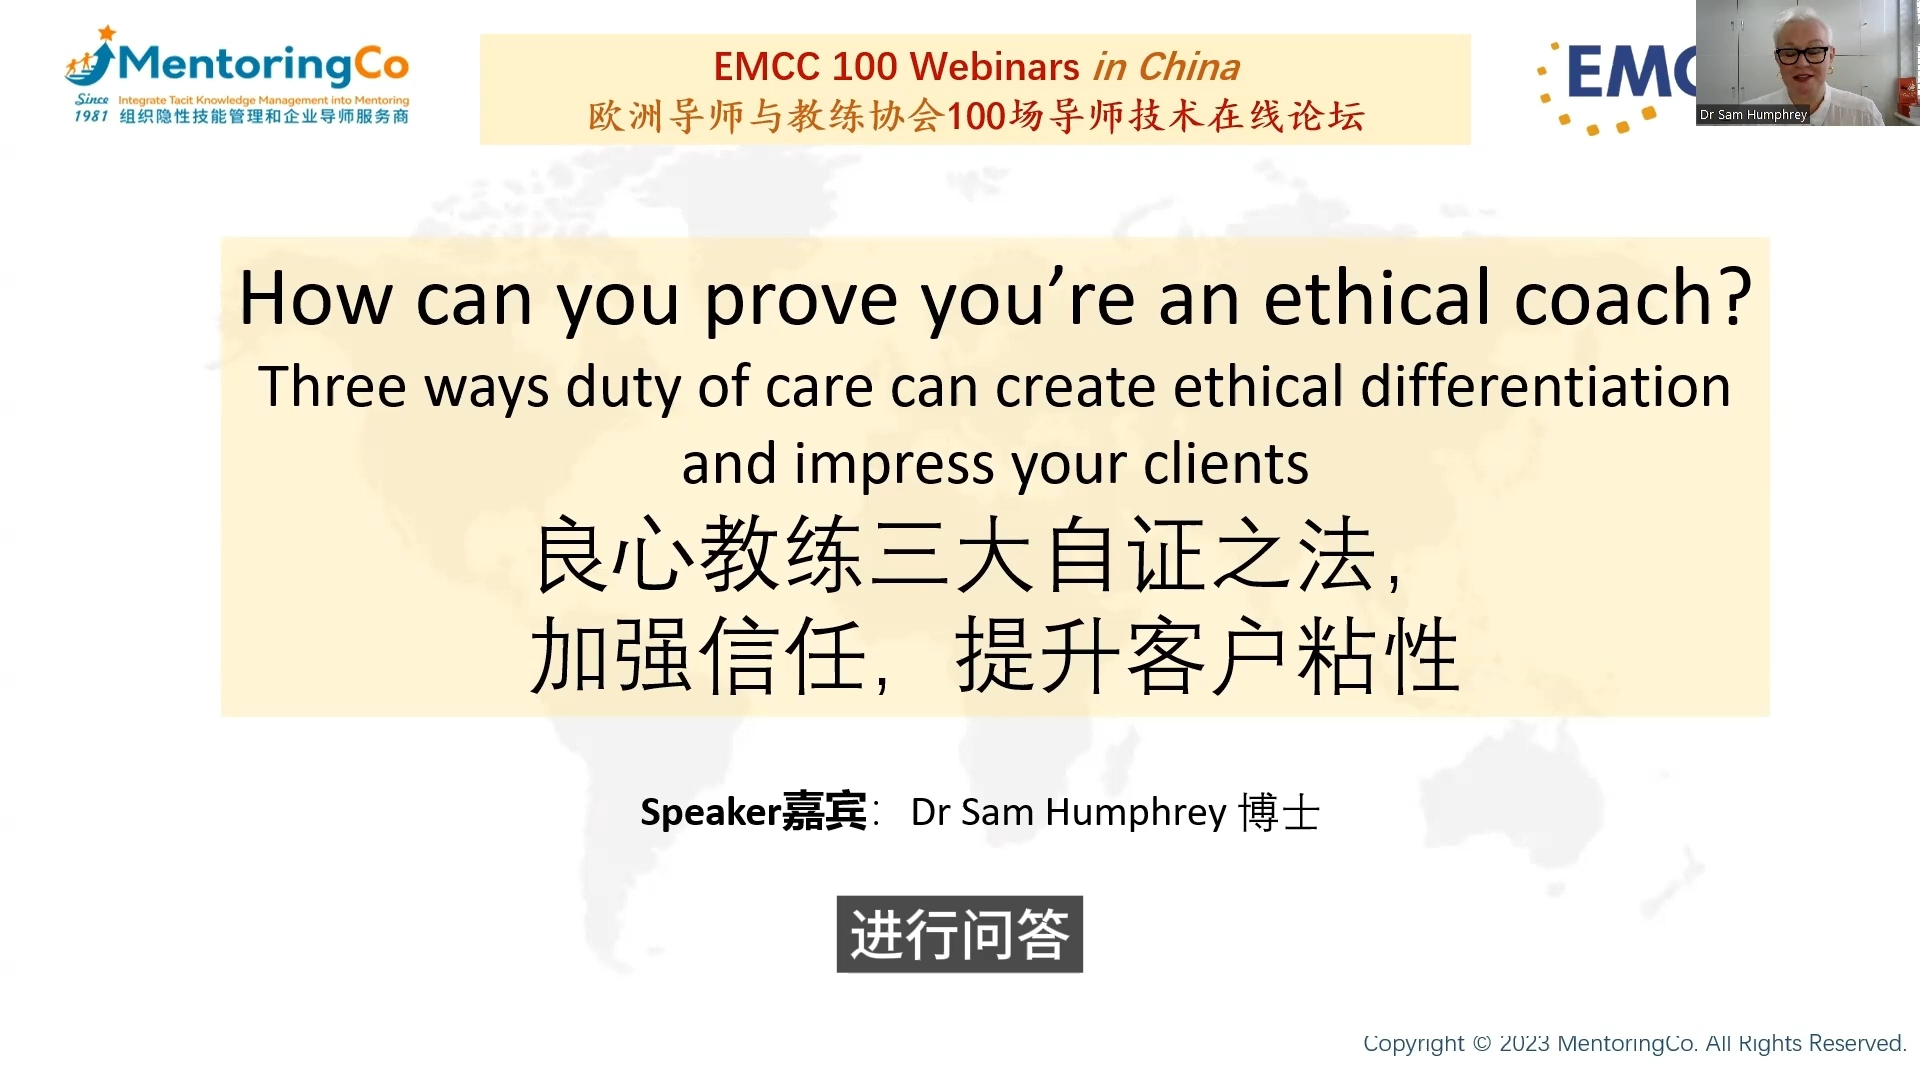 MentoringCo
Since 1981
Integrate Tacit Knowledge Management into Mentoring
组织隐性技能管理和企业导师服务商
EMCC 100 Webinars in China
欧洲导师与教练协会100场导师技术在线论坛
EMC
Dr Sam Humphrey
How can you prove you’re an ethical coach?
Three ways duty of care can create ethical differentiation
and impress your clients
良心教练三大自证之法，
加强信任，提升客户粘性
Speaker嘉宾： Dr Sam Humphrey 博士
进行问答
Copyright © 2023 MentoringCo. All Rights Reserved.